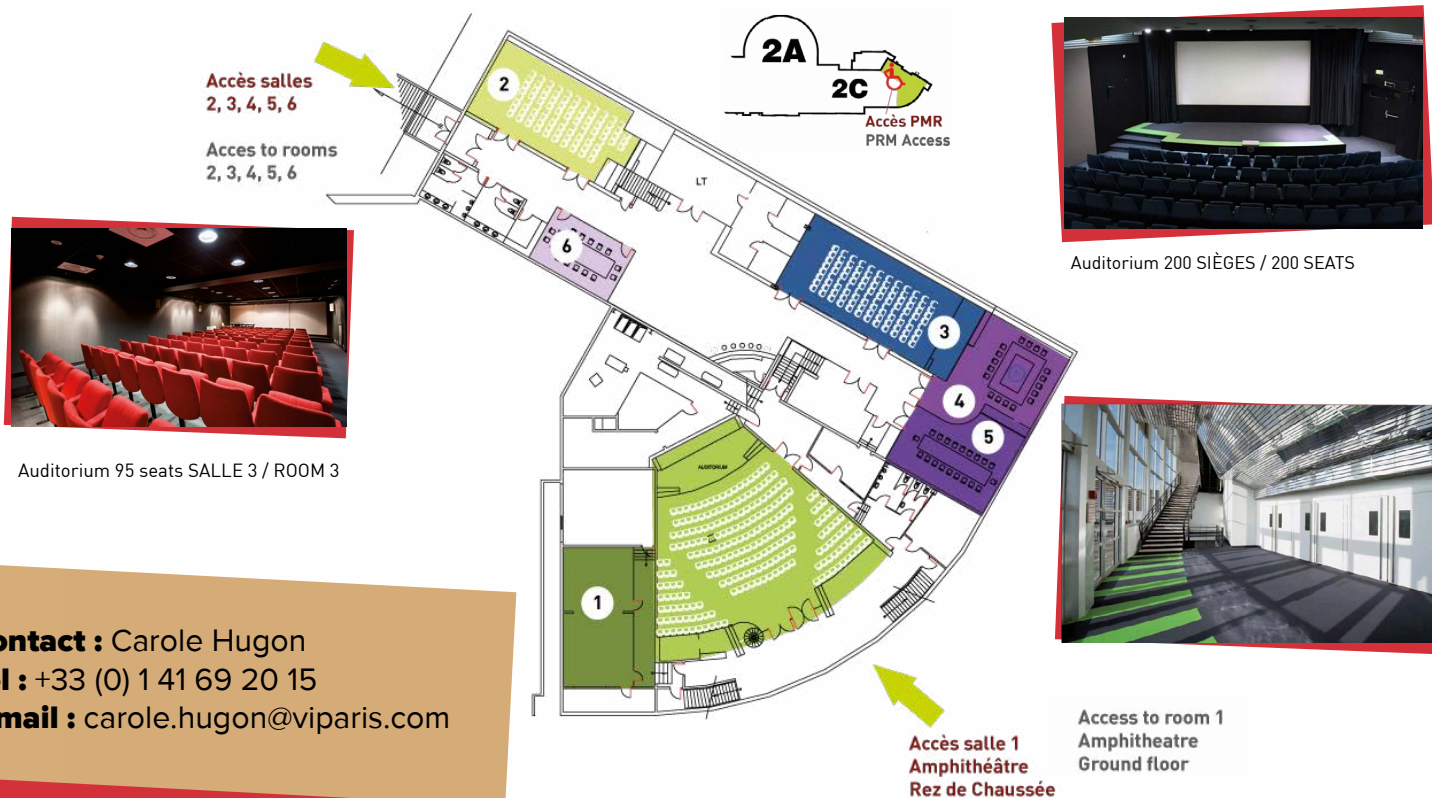 Accès salles
2, 3, 4, 5, 6
Acces to rooms
2, 3, 4, 5, 6
2
2A
2C
Accès PMR
PRM Access
LT
6
3
4
5
AUDITORIUM
1
Auditorium 200 SIÈGES / 200 SEATS
Auditorium 95 seats SALLE 3 / ROOM 3
ontact : Carole Hugon
l : +33 (0) 1 41 69 20 15
mail : carole.hugon@viparis.com
Accès salle 1
Amphithéâtre
Rez de Chaussée
Access to room 1
Amphitheatre
Ground floor